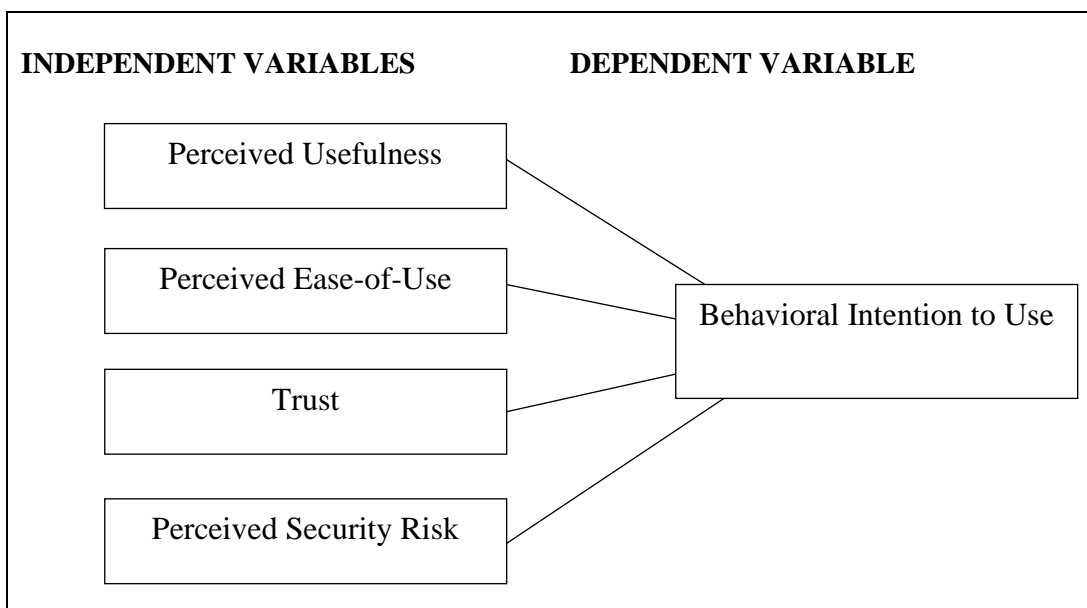 INDEPENDENT VARIABLES
DEPENDENT VARIABLE
Perceived Usefulness
Perceived Ease-of-Use
Behavioral Intention to Use
Trust
Perceived Security Risk